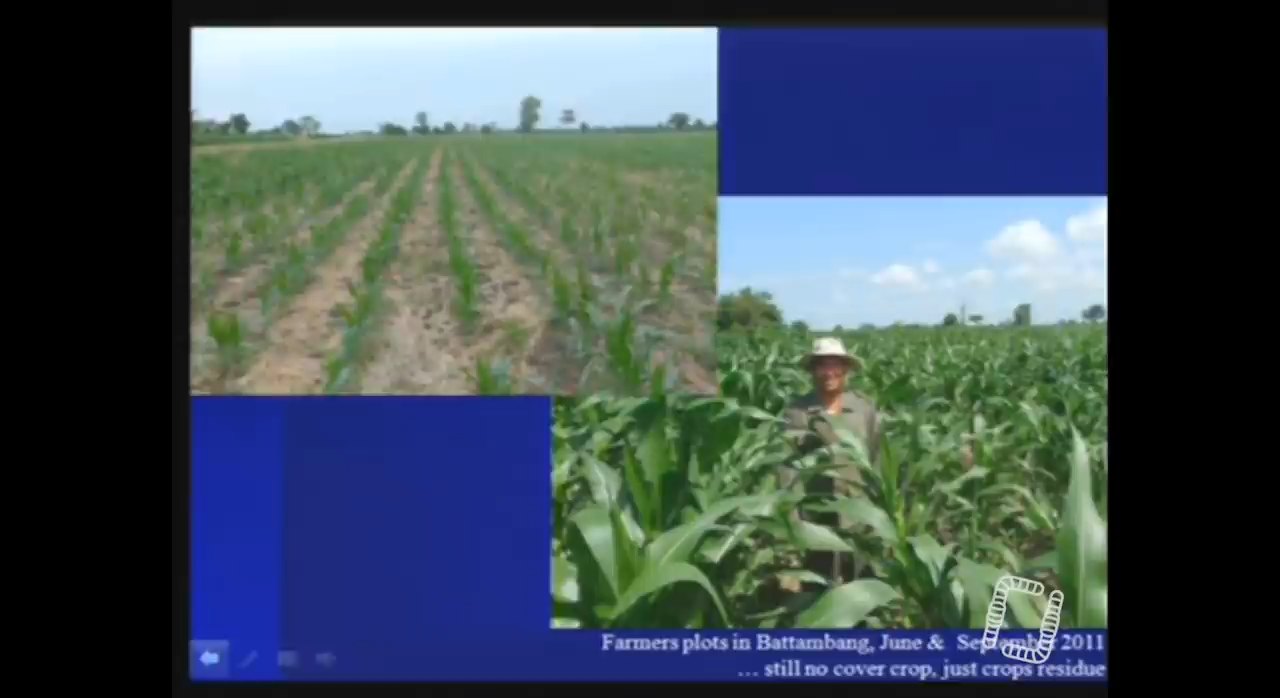 Farmers plots in Battambang, June & September 2011
... still no cover crop, just crops residue